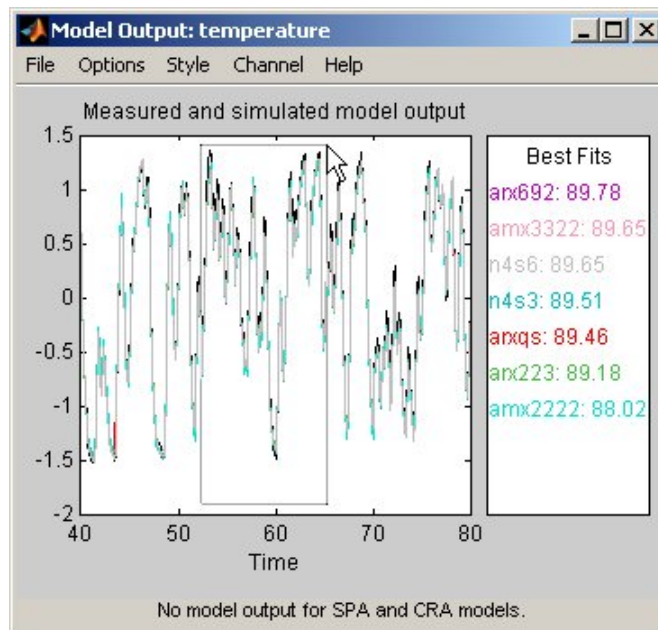 Model Output: temperature
File Options Style Channel Help
Measured and simulated model output
1.5
1
0.5
0
-0.5
-1
-1.5
-2
40 50 60 70 80
Time
Best Fits
arx692: 89.78
amx3322: 89.65
n4s6: 89.65
n4s3: 89.51
arxqs: 89.46
arx223: 89.18
amx2222: 88.02
No model output for SPA and CRA models.